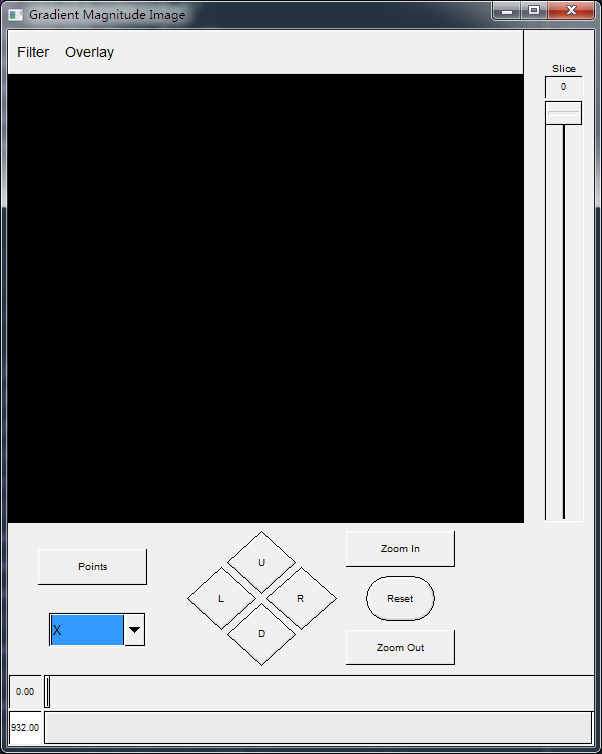 Gradient Magnitude Image
Filter Overlay
Slice
0
Points
U
L
R
D
Zoom In
Reset
Zoom Out
X
0.00
932.00